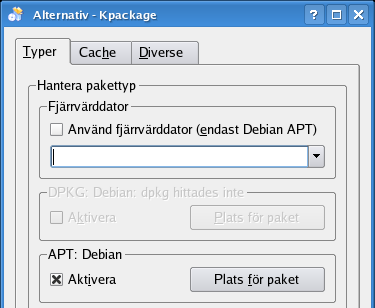 Alternativ - Kpackage
Typer Cache Diverse
Hantera pakettyp
Fjärrvärddator
Använd fjärrvärddator (endast Debian APT)
DPKG: Debian: dpkg hittades inte
Aktivera Plats för paket
APT: Debian
Aktivera Plats för paket